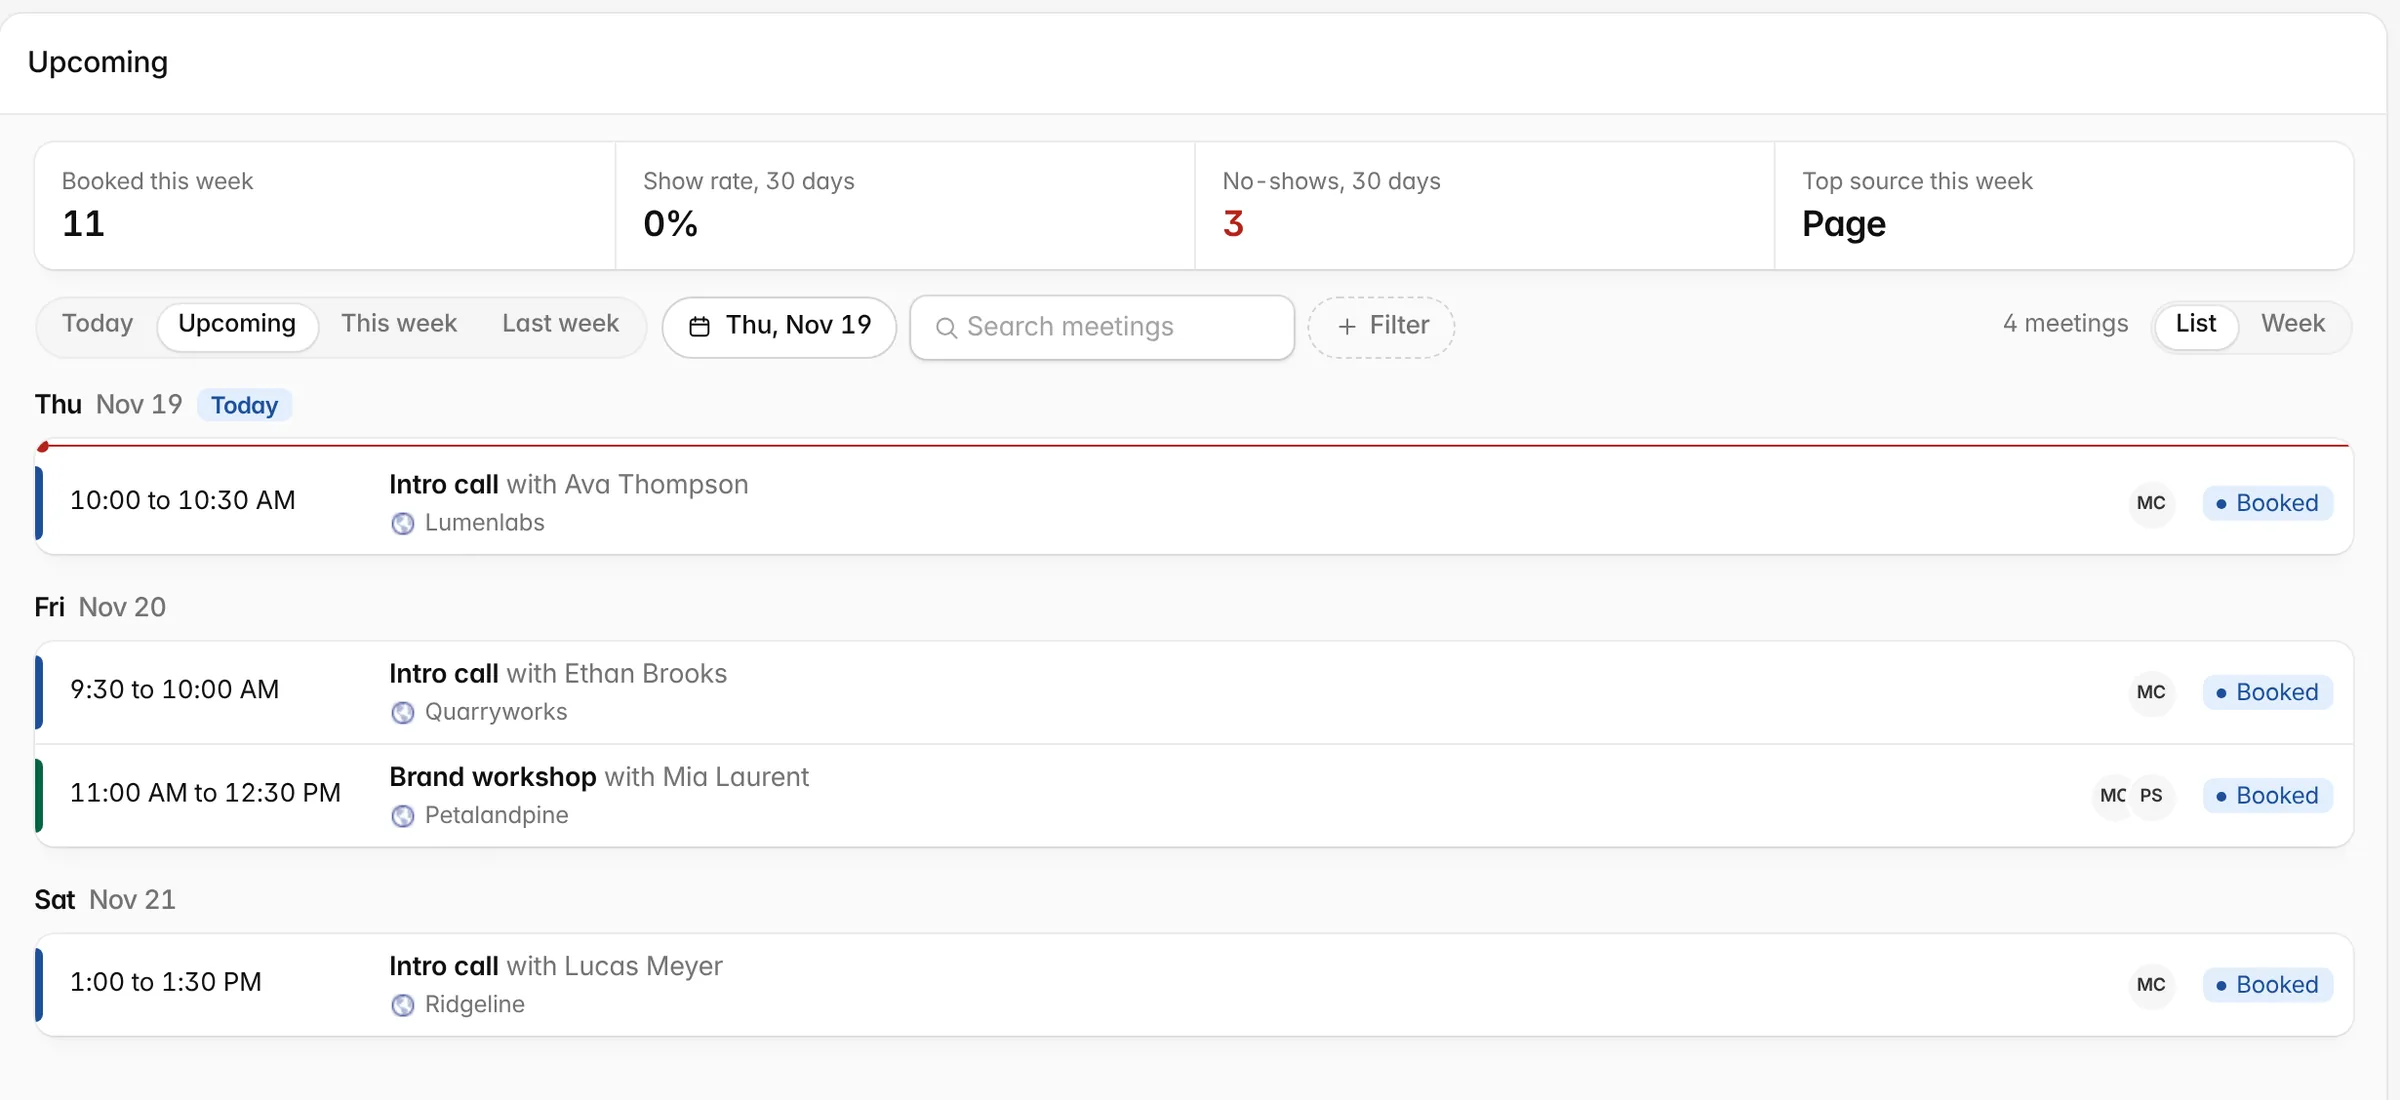 Upcoming
Booked this week
11
Show rate, 30 days
0%
No-shows, 30 days
3
Top source this week
Page
Today Upcoming This week Last week Thu, Nov 19 Search meetings + Filter 4 meetings List Week
Thu Nov 19 Today
10:00 to 10:30 AM
Intro call with Ava Thompson
Lumenlabs
MC
Booked
Fri Nov 20
9:30 to 10:00 AM
Intro call with Ethan Brooks
Quarryworks
MC
Booked
11:00 AM to 12:30 PM
Brand workshop with Mia Laurent
Petalandpine
MC PS
Booked
Sat Nov 21
1:00 to 1:30 PM
Intro call with Lucas Meyer
Ridgeline
MC
Booked